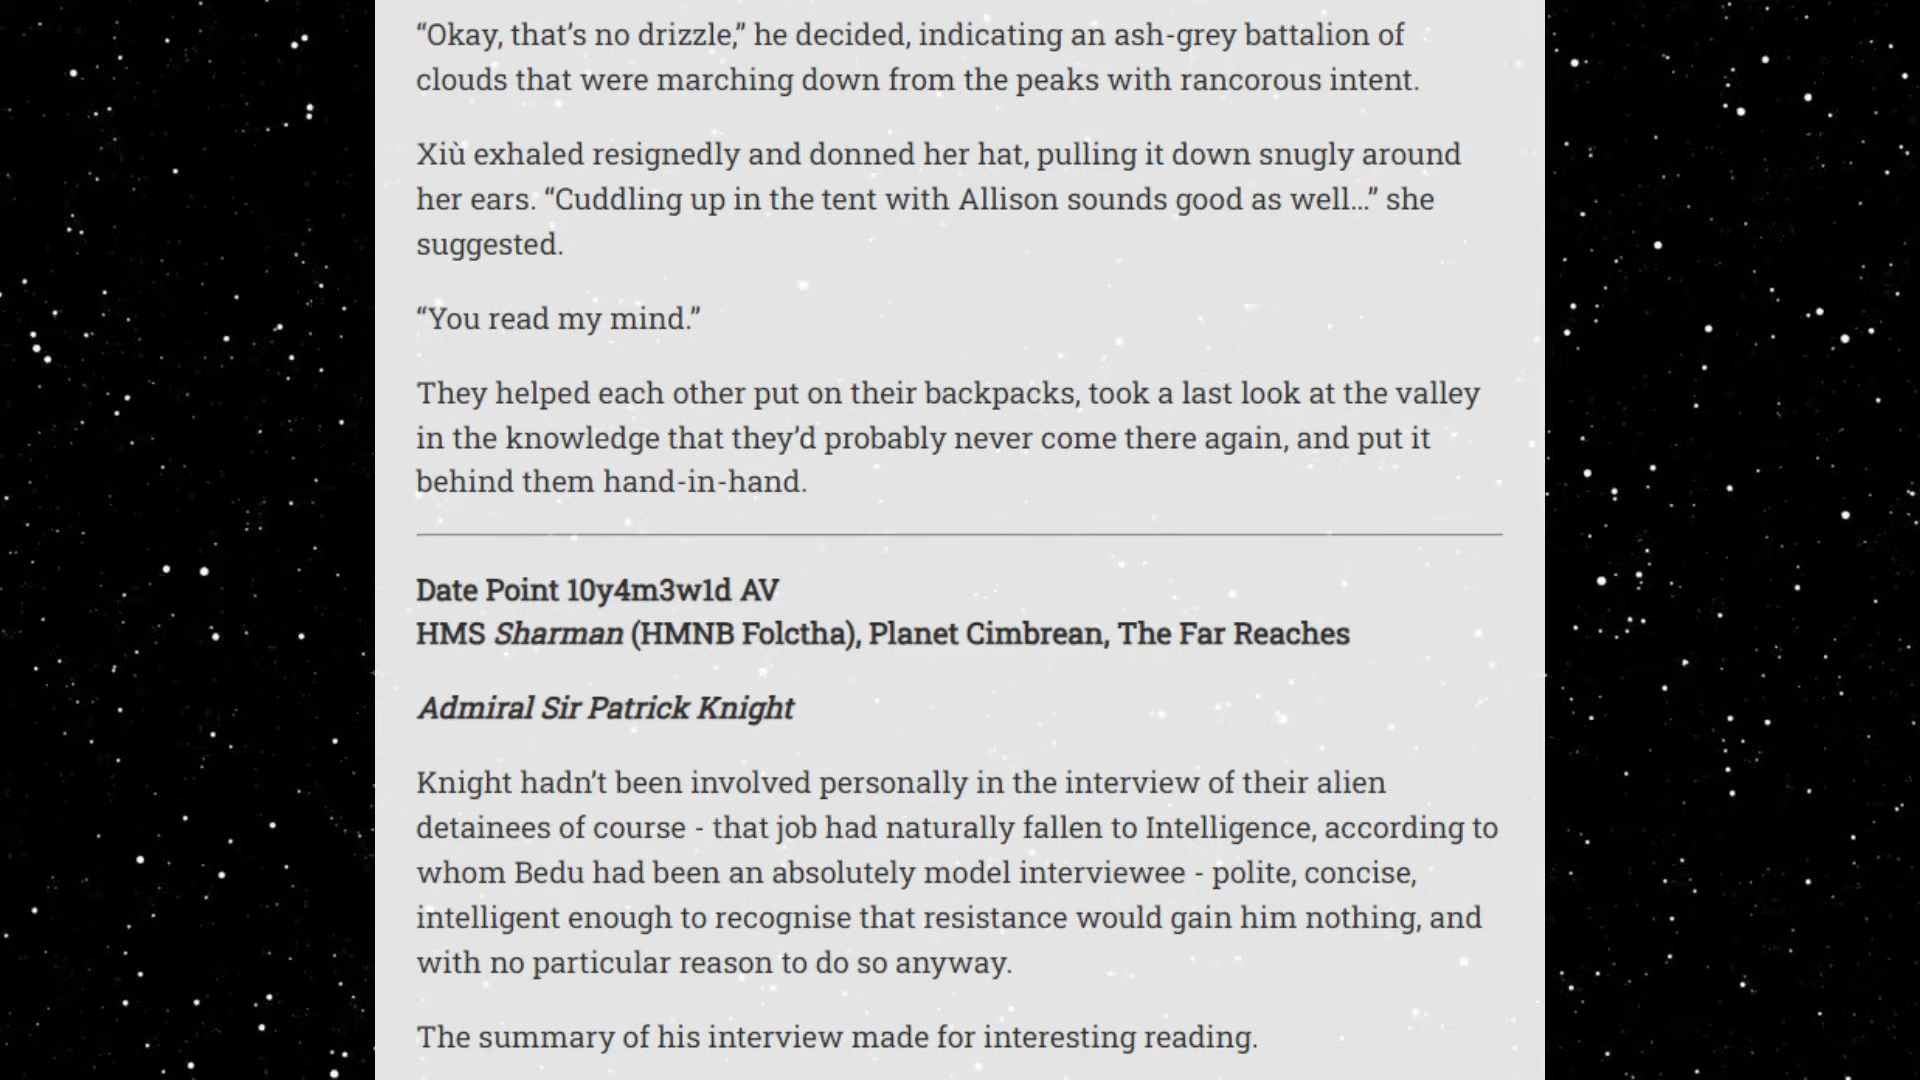 “Okay, that’s no drizzle,” he decided, indicating an ash-grey battalion of
clouds that were marching down from the peaks with rancorous intent.
Xiù exhaled resignedly and donned her hat, pulling it down snugly around
her ears. “Cuddling up in the tent with Allison sounds good as well…” she
suggested.
“You read my mind.”
They helped each other put on their backpacks, took a last look at the valley
in the knowledge that they’d probably never come there again, and put it
behind them hand-in-hand.
Date Point 10y4m3w1d AV
HMS Sharman (HMNB Folctha), Planet Cimbrean, The Far Reaches
Admiral Sir Patrick Knight
Knight hadn’t been involved personally in the interview of their alien
detainees of course - that job had naturally fallen to Intelligence, according to
whom Bedu had been an absolutely model interviewee - polite, concise,
intelligent enough to recognise that resistance would gain him nothing, and
with no particular reason to do so anyway.
The summary of his interview made for interesting reading.